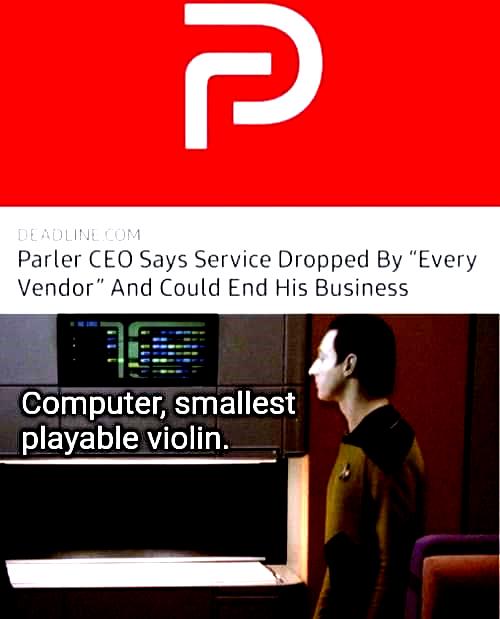 DEADLINE.COM
Parler CEO Says Service Dropped By “Every
Vendor” And Could End His Business
Computer, smallest
playable violin.